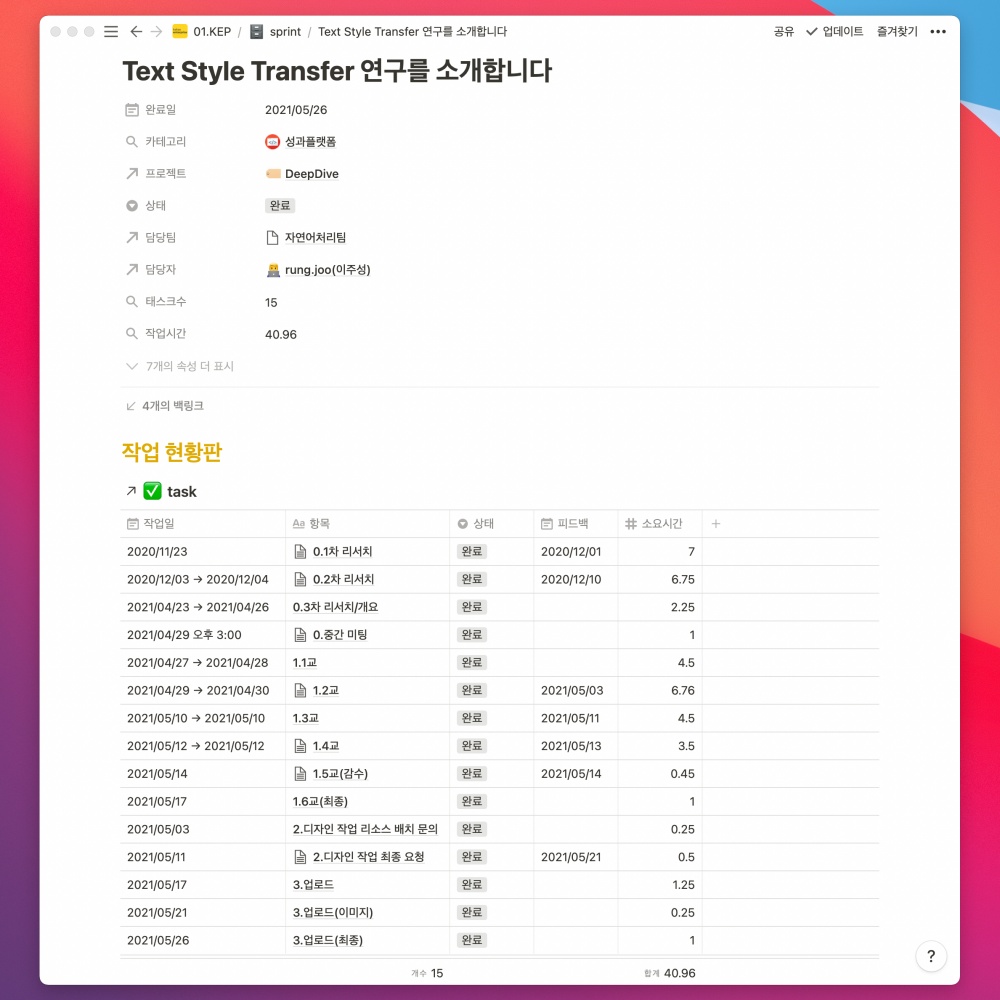 01.KEP / sprint / Text Style Transfer 연구를 소개합니다 공유 업데이트 즐겨찾기 •••
Text Style Transfer 연구를 소개합니다
완료일 2021/05/26
카테고리 성과플랫폼
프로젝트 DeepDive
상태 완료
담당팀 자연어처리팀
담당자 rung.joo(이주성)
태스크수 15
작업시간 40.96
7개의 속성 더 표시
4개의 백링크
작업 현황판
task
작업일 Aa 항목 상태 피드백 # 소요시간 +
2020/11/23 0.1차 리서치 완료 2020/12/01 7
2020/12/03 → 2020/12/04 0.2차 리서치 완료 2020/12/10 6.75
2021/04/23 → 2021/04/26 0.3차 리서치/개요 완료 2.25
2021/04/29 오후 3:00 0.중간 미팅 완료 1
2021/04/27 → 2021/04/28 1.1교 완료 4.5
2021/04/29 → 2021/04/30 1.2교 완료 2021/05/03 6.76
2021/05/10 → 2021/05/10 1.3교 완료 2021/05/11 4.5
2021/05/12 → 2021/05/12 1.4교 완료 2021/05/13 3.5
2021/05/14 1.5교(감수) 완료 2021/05/14 0.45
2021/05/17 1.6교(최종) 완료 1
2021/05/03 2.디자인 작업 리소스 배치 문의 완료 0.25
2021/05/11 2.디자인 작업 최종 요청 완료 2021/05/21 0.5
2021/05/17 3.업로드 완료 1.25
2021/05/21 3.업로드(이미지) 완료 0.25
2021/05/26 3.업로드(최종) 완료 1
개수 15 합계 40.96
?